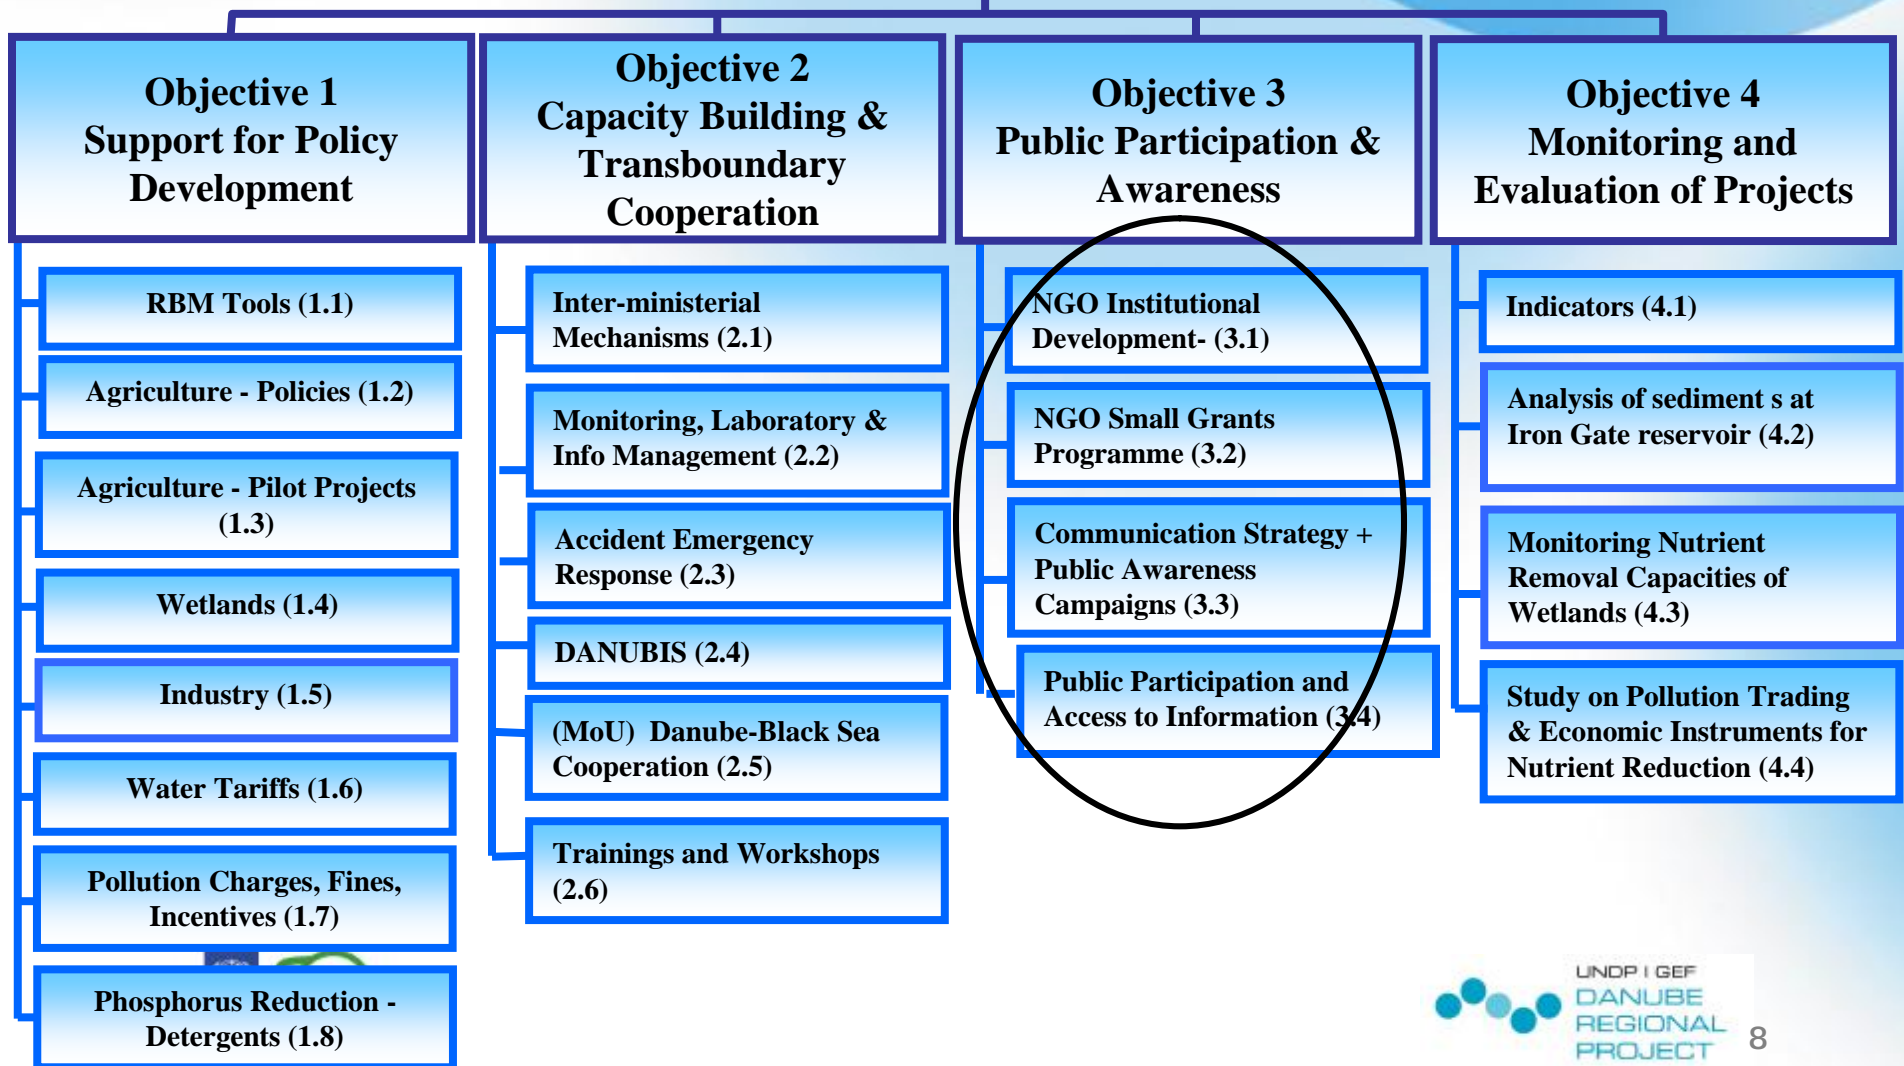 Objective 1
Support for Policy
Development
RBM Tools (1.1)
Agriculture - Policies (1.2)
Agriculture - Pilot Projects
(1.3)
Wetlands (1.4)
Industry (1.5)
Water Tariffs (1.6)
Pollution Charges, Fines,
Incentives (1.7)
Phosphorus Reduction -
Detergents (1.8)
Objective 2
Capacity Building &
Transboundary
Cooperation
Inter-ministerial
Mechanisms (2.1)
Monitoring, Laboratory &
Info Management (2.2)
Accident Emergency
Response (2.3)
DANUBIS (2.4)
(MoU)  Danube-Black Sea
Cooperation (2.5)
Trainings and Workshops
(2.6)
Objective 3
Public Participation &
Awareness
NGO Institutional
Development- (3.1)
NGO Small Grants
Programme (3.2)
Communication Strategy +
Public Awareness
Campaigns (3.3)
Public Participation and
Access to Information (3.4)
Objective 4
Monitoring and
Evaluation of Projects
Indicators (4.1)
Analysis of sediment s at
Iron Gate reservoir (4.2)
Monitoring Nutrient
Removal Capacities of
Wetlands (4.3)
Study on Pollution Trading
& Economic Instruments for
Nutrient Reduction (4.4)
UNDP | GEF
DANUBE
REGIONAL
PROJECT
8